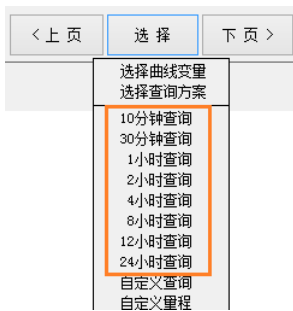 <上 页 选 择 下 页>
选择曲线变量
选择查询方案
10分钟查询
30分钟查询
1小时查询
2小时查询
4小时查询
8小时查询
12小时查询
24小时查询
自定义查询
自定义量程